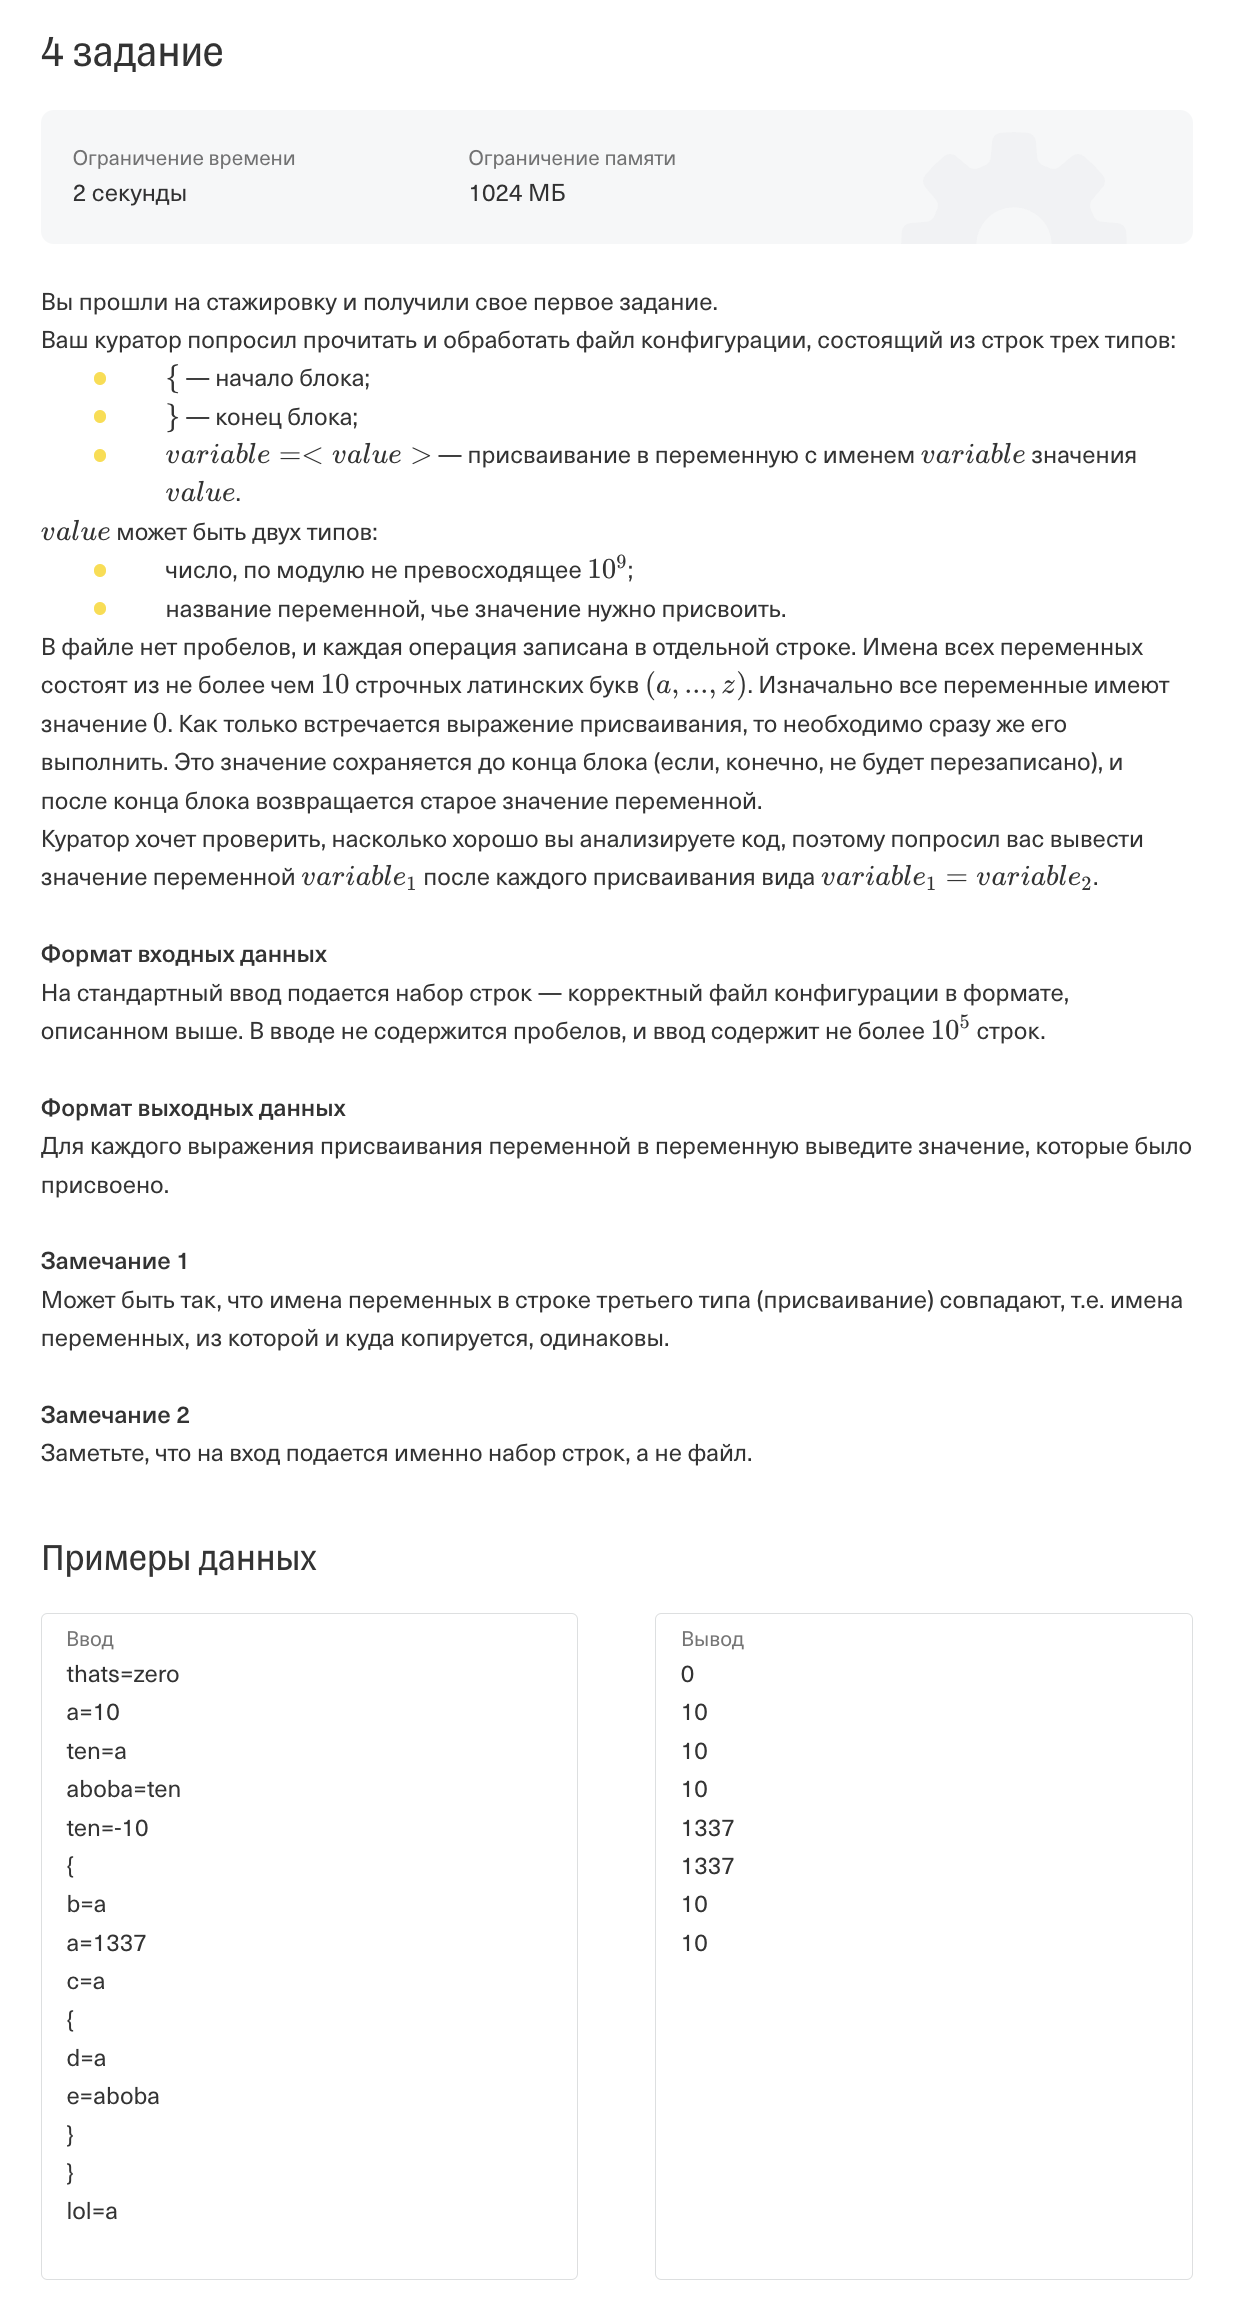 4 задание
Ограничение времени
2 секунды
Ограничение памяти
1024 МБ
Вы прошли на стажировку и получили свое первое задание.
Ваш куратор попросил прочитать и обработать файл конфигурации, состоящий из строк трех типов:
{ — начало блока;
} — конец блока;
variable =< value > — присваивание в переменную с именем variable значения
value.
value может быть двух типов:
число, по модулю не превосходящее 10⁹;
название переменной, чье значение нужно присвоить.
В файле нет пробелов, и каждая операция записана в отдельной строке. Имена всех переменных
состоят из не более чем 10 строчных латинских букв (a, ..., z). Изначально все переменные имеют
значение 0. Как только встречается выражение присваивания, то необходимо сразу же его
выполнить. Это значение сохраняется до конца блока (если, конечно, не будет перезаписано), и
после конца блока возвращается старое значение переменной.
Куратор хочет проверить, насколько хорошо вы анализируете код, поэтому попросил вас вывести
значение переменной variable₁ после каждого присваивания вида variable₁ = variable₂.
Формат входных данных
На стандартный ввод подается набор строк — корректный файл конфигурации в формате,
описанном выше. В вводе не содержится пробелов, и ввод содержит не более 10⁵ строк.
Формат выходных данных
Для каждого выражения присваивания переменной в переменную выведите значение, которые было
присвоено.
Замечание 1
Может быть так, что имена переменных в строке третьего типа (присваивание) совпадают, т.е. имена
переменных, из которой и куда копируется, одинаковы.
Замечание 2
Заметьте, что на вход подается именно набор строк, а не файл.
Примеры данных
Ввод
thats=zero
a=10
ten=a
aboba=ten
ten=-10
{
b=a
a=1337
c=a
{
d=a
e=aboba
}
}
lol=a
Вывод
0
10
10
10
1337
1337
10
10